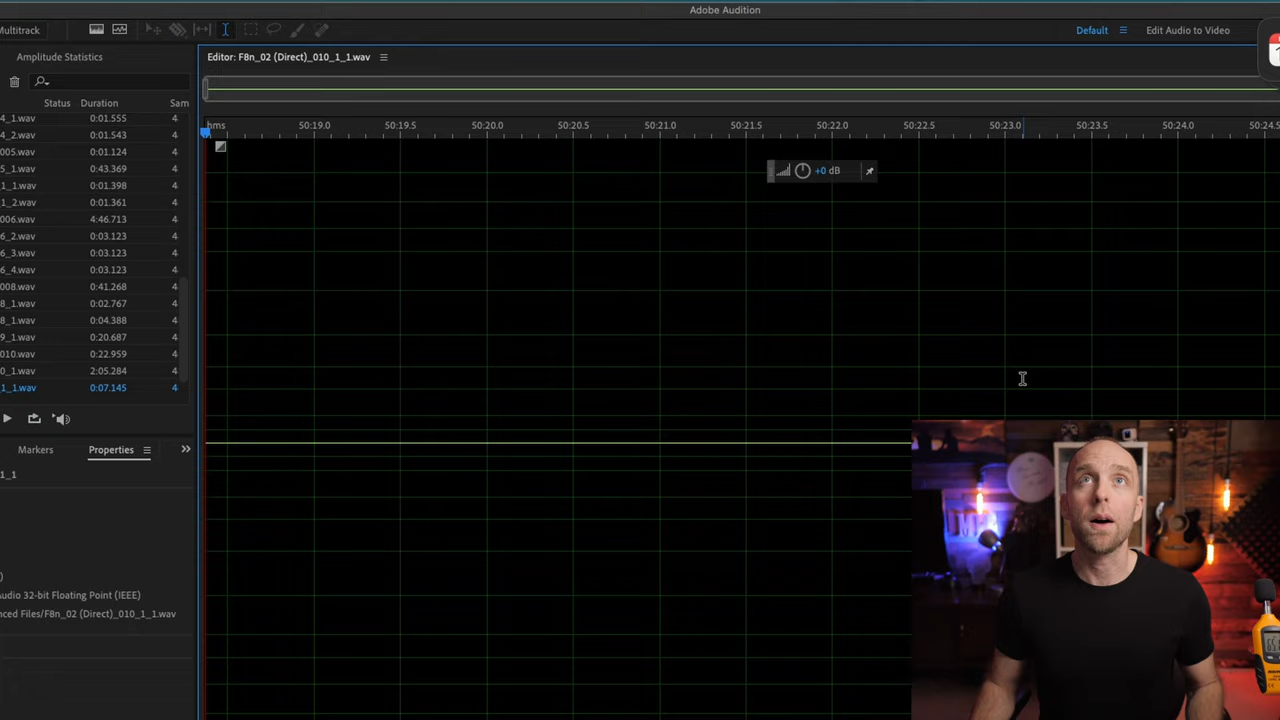 Adobe Audition
Multitrack
Default
Edit Audio to Video
Amplitude Statistics
Editor: F8n_02 (Direct)_010_1_1.wav
Status Duration Sam
hms 50:19.0 50:19.5 50:20.0 50:20.5 50:21.0 50:21.5 50:22.0 50:22.5 50:23.0 50:23.5 50:24.0 50:24.5
4_1.wav 0:01.555 4
4_2.wav 0:01.543 4
005.wav 0:01.124 4
5_1.wav 0:43.369 4
_1_1.wav 0:01.398 4
_1_2.wav 0:01.361 4
006.wav 4:46.713 4
6_2.wav 0:03.123 4
6_3.wav 0:03.123 4
6_4.wav 0:03.123 4
008.wav 0:41.268 4
8_1.wav 0:02.767 4
8_1.wav 0:04.388 4
9_1.wav 0:20.687 4
010.wav 0:22.959 4
0_1.wav 2:05.284 4
_1_1.wav 0:07.145 4
+0 dB
Markers Properties
1_1
)
Audio 32-bit Floating Point (IEEE)
nced Files/F8n_02 (Direct)_010_1_1.wav